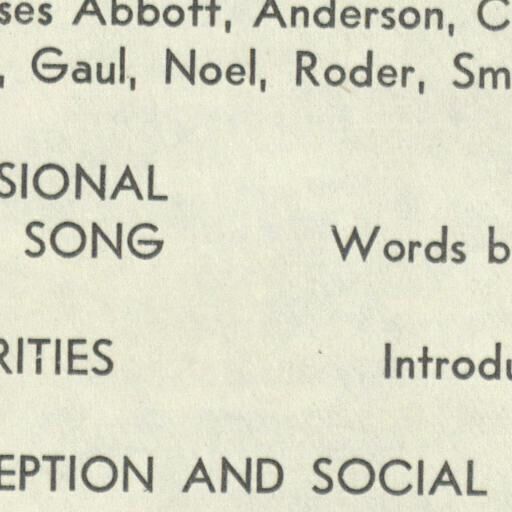 ses Abbott, Anderson, C
, Gaul, Noel, Roder, Sm
SIONAL
SONG Words b
RITIES Introdu
EPTION AND SOCIAL